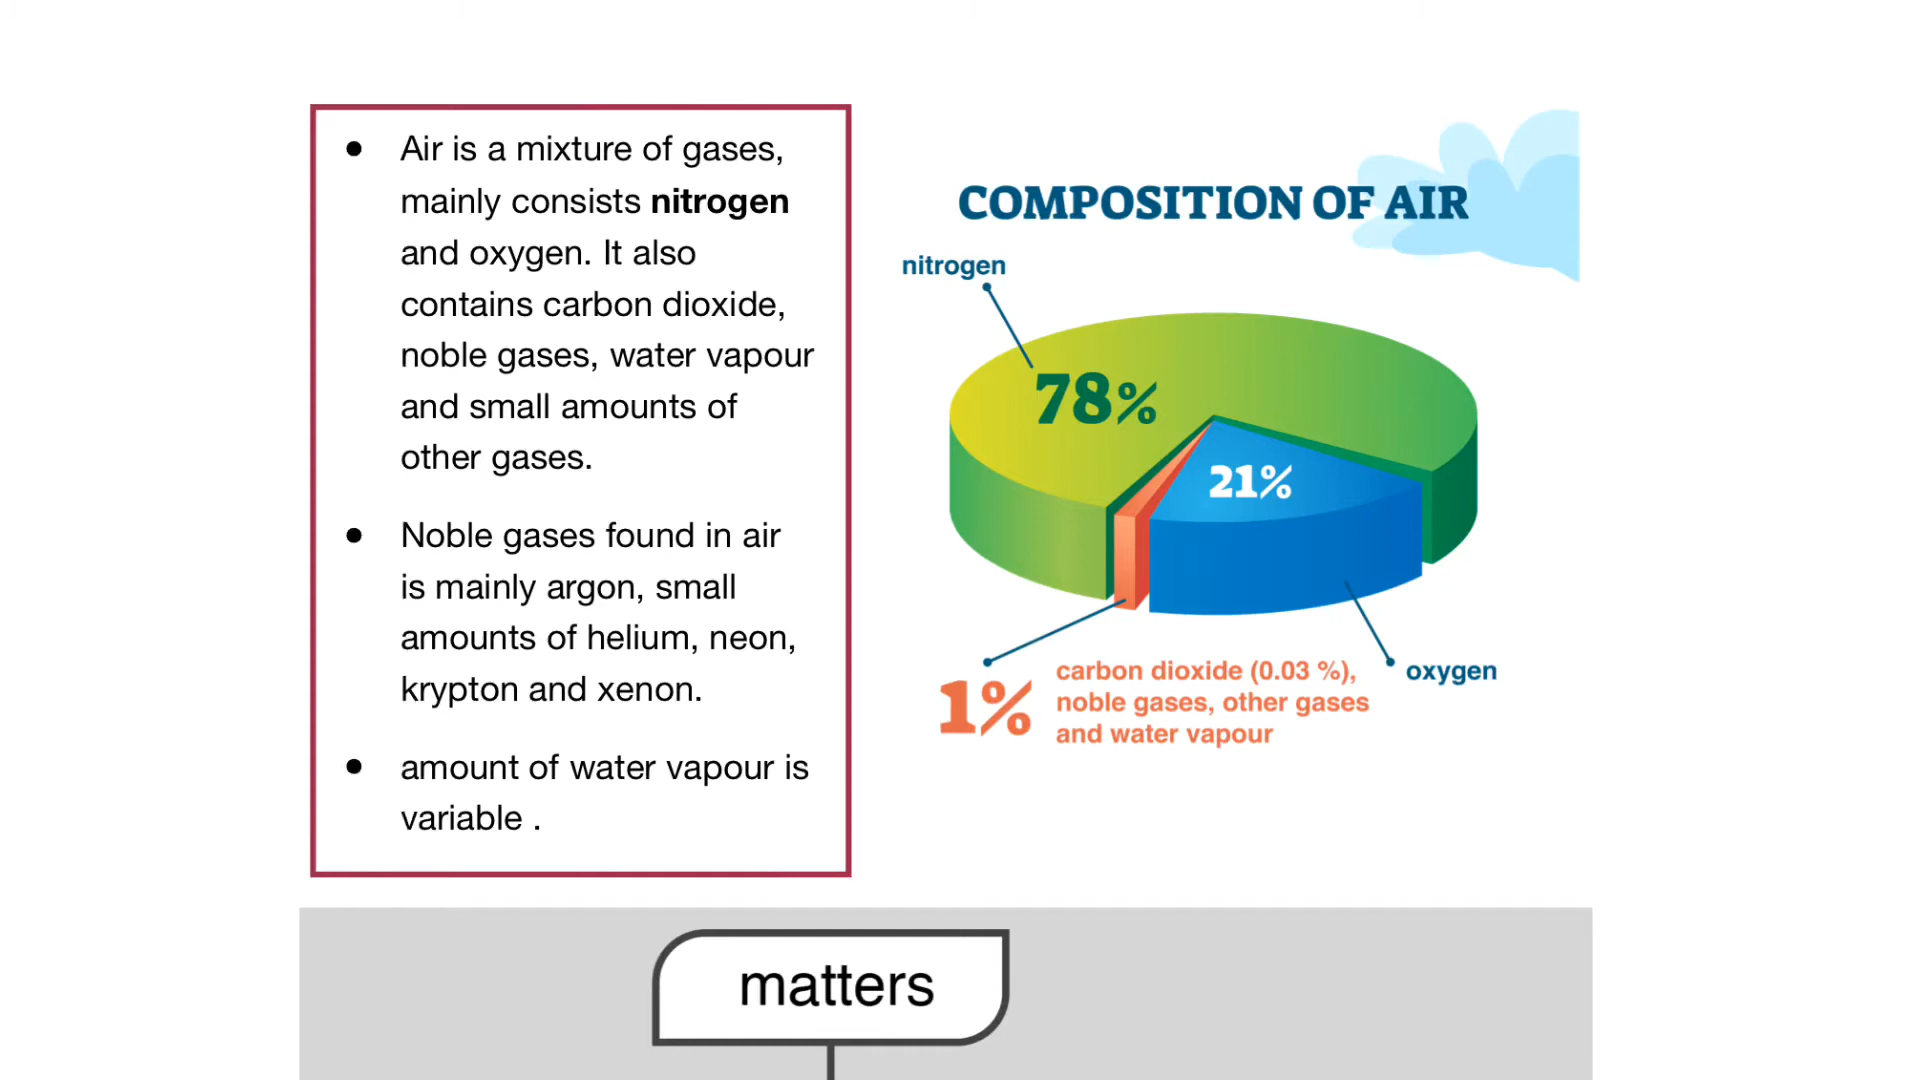 • Air is a mixture of gases,
mainly consists nitrogen
and oxygen. It also
contains carbon dioxide,
noble gases, water vapour
and small amounts of
other gases.
• Noble gases found in air
is mainly argon, small
amounts of helium, neon,
krypton and xenon.
• amount of water vapour is
variable .
COMPOSITION OF AIR
nitrogen
78%
21%
1%
carbon dioxide (0.03 %),
noble gases, other gases
and water vapour
oxygen
matters